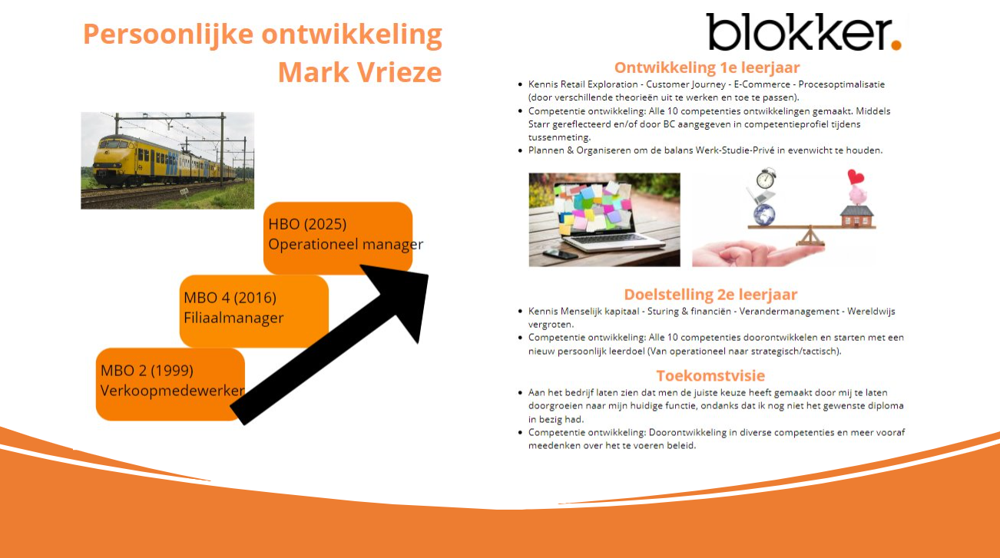 Persoonlijke ontwikkeling
Mark Vrieze
HBO (2025)
Operationeel manager
MBO 4 (2016)
Filiaalmanager
MBO 2 (1999)
Verkoopmedewerker
blokker.
Ontwikkeling 1e leerjaar
• Kennis Retail Exploration - Customer Journey - E-Commerce - Procesoptimalisatie
(door verschillende theorieën uit te werken en toe te passen).
• Competentie ontwikkeling: Alle 10 competenties ontwikkelingen gemaakt. Middels
Starr gereflecteerd en/of door BC aangegeven in competentieprofiel tijdens
tussenmeting.
• Plannen & Organiseren om de balans Werk-Studie-Privé in evenwicht te houden.
Doelstelling 2e leerjaar
• Kennis Menselijk kapitaal - Sturing & financiën - Verandermanagement - Wereldwijs
vergroten.
• Competentie ontwikkeling: Alle 10 competenties doorontwikkelen en starten met een
nieuw persoonlijk leerdoel (Van operationeel naar strategisch/tactisch).
Toekomstvisie
• Aan het bedrijf laten zien dat men de juiste keuze heeft gemaakt door mij te laten
doorgroeien naar mijn huidige functie, ondanks dat ik nog niet het gewenste diploma
in bezig had.
• Competentie ontwikkeling: Doorontwikkeling in diverse competenties en meer vooraf
meedenken over het te voeren beleid.